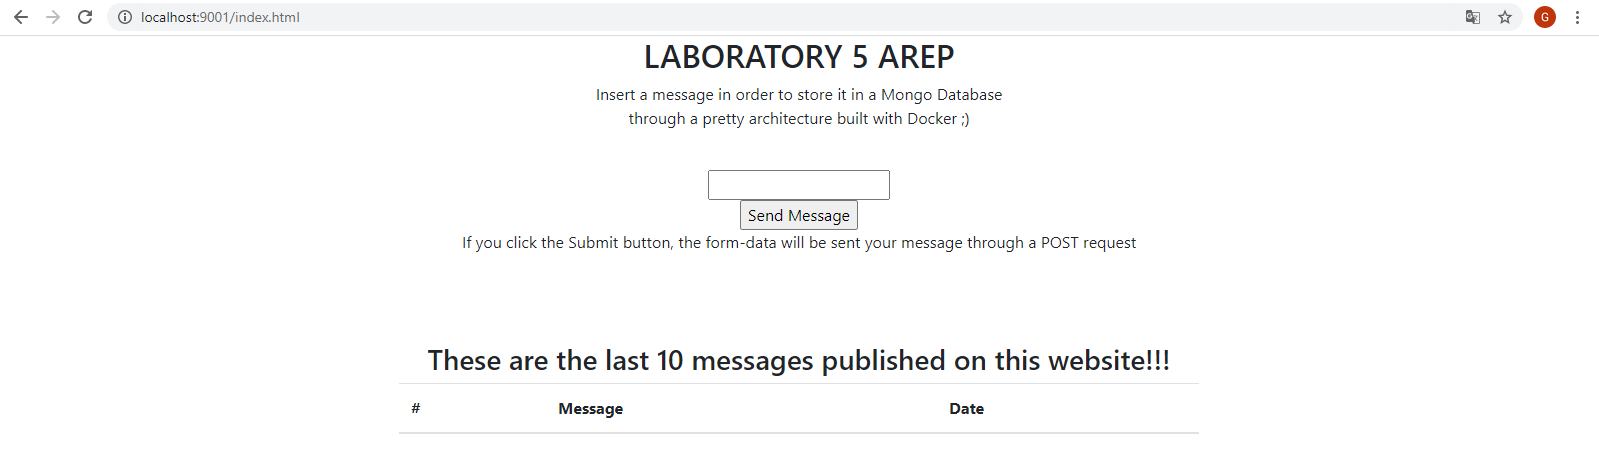 localhost:9001/index.html
G
LABORATORY 5 AREP
Insert a message in order to store it in a Mongo Database
through a pretty architecture built with Docker ;)
Send Message
If you click the Submit button, the form-data will be sent your message through a POST request
These are the last 10 messages published on this website!!!
# Message Date